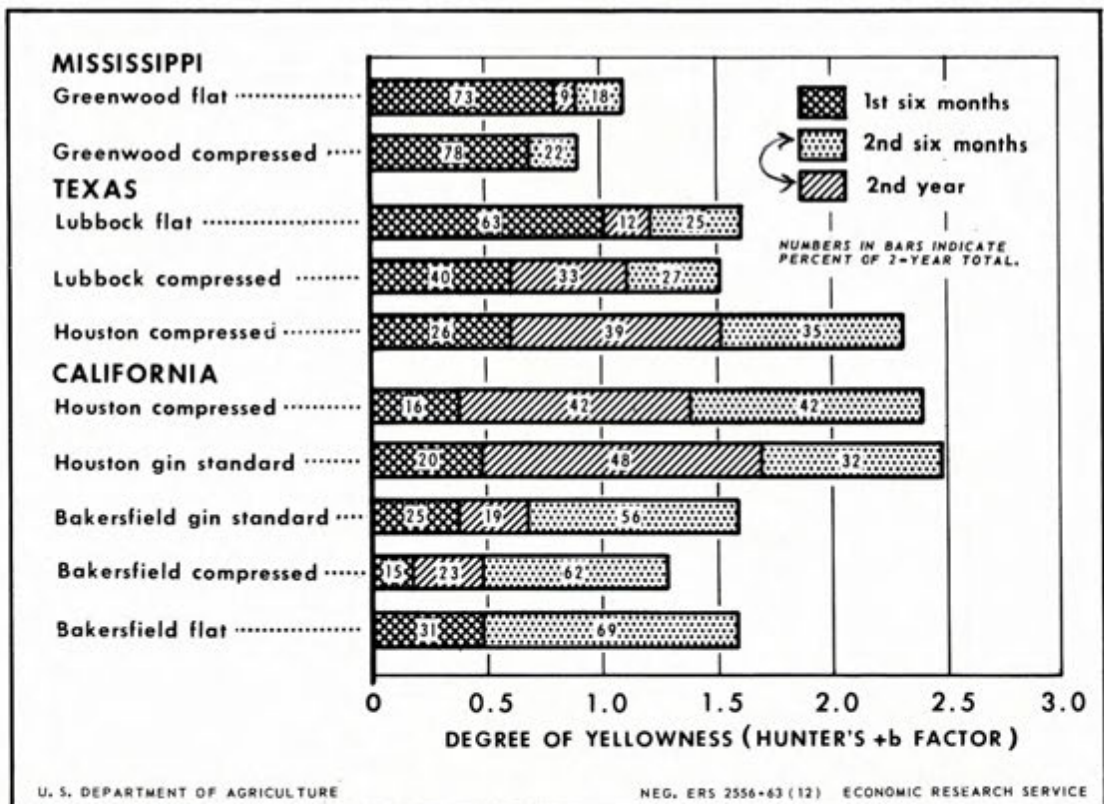 MISSISSIPPI
Greenwood flat
73 9 18
Greenwood compressed
78 22
TEXAS
Lubbock flat
63 12 25
Lubbock compressed
40 33 27
Houston compressed
26 39 35
CALIFORNIA
Houston compressed
16 42 42
Houston gin standard
20 48 32
Bakersfield gin standard
25 19 56
Bakersfield compressed
15 23 62
Bakersfield flat
31 69
1st six months
2nd six months
2nd year
NUMBERS IN BARS INDICATE
PERCENT OF 2-YEAR TOTAL.
0 0.5 1.0 1.5 2.0 2.5 3.0
DEGREE OF YELLOWNESS (HUNTER'S +b FACTOR)
U. S. DEPARTMENT OF AGRICULTURE NEG. ERS 2556-63 (12) ECONOMIC RESEARCH SERVICE